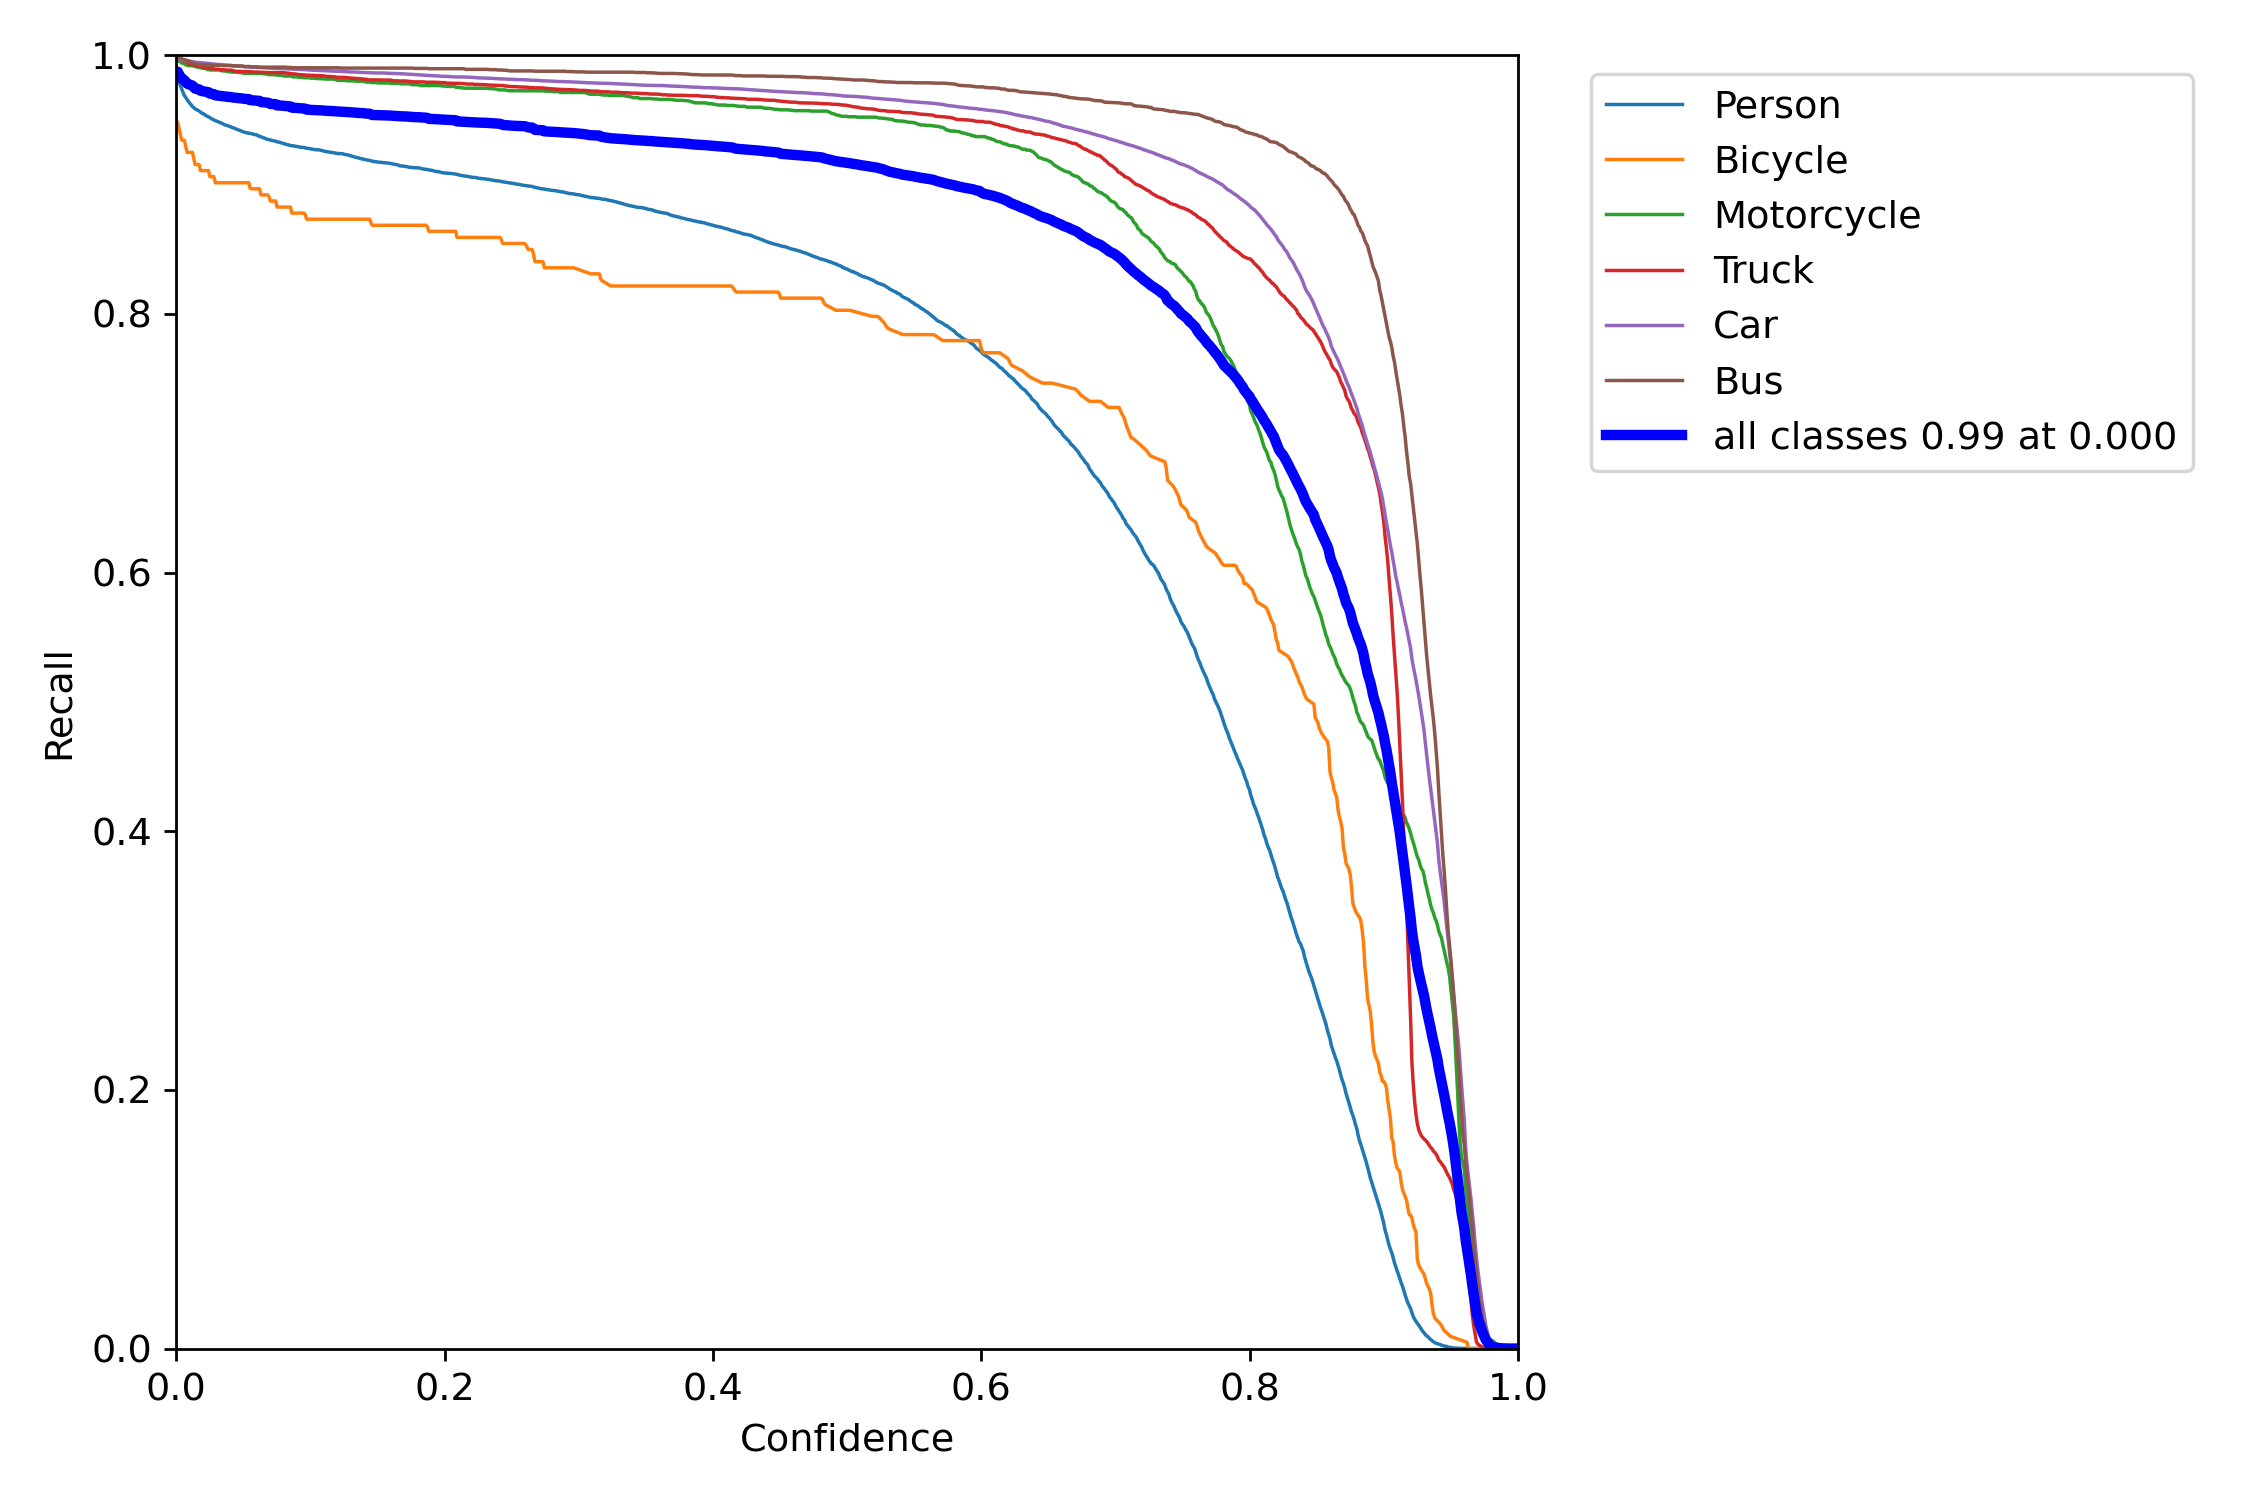 1.0
0.8
0.6
0.4
0.2
0.0
0.0 0.2 0.4 0.6 0.8 1.0
Recall
Confidence
Person
Bicycle
Motorcycle
Truck
Car
Bus
all classes 0.99 at 0.000